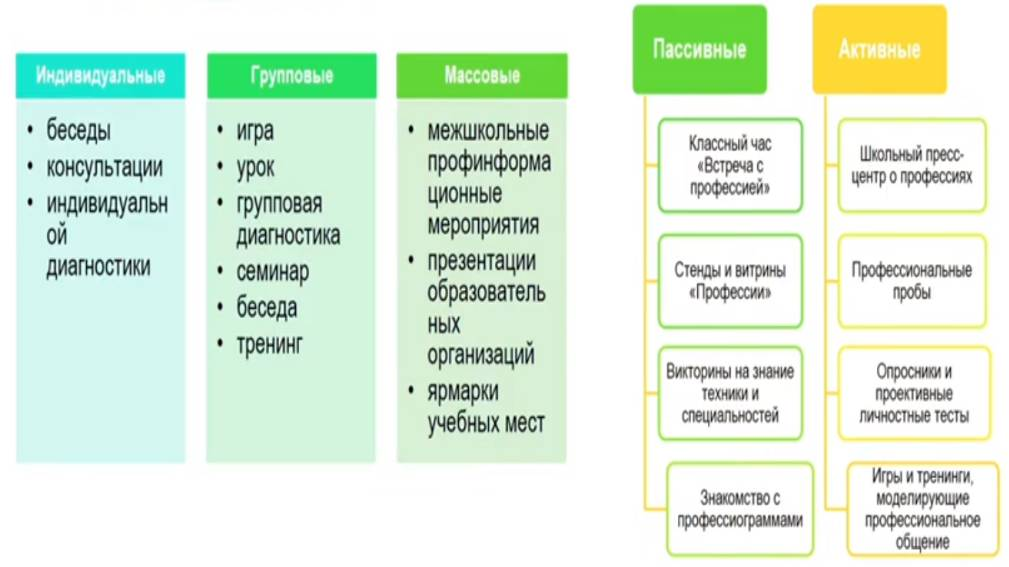 Индивидуальные
• беседы
• консультации
• индивидуальн
ой
диагностики
Групповые
• игра
• урок
• групповая
диагностика
• семинар
• беседа
• тренинг
Массовые
• межшкольные
профинформа
ционные
мероприятия
• презентации
образователь
ных
организаций
• ярмарки
учебных мест
Пассивные
Классный час
«Встреча с
профессией»
Стенды и витрины
«Профессии»
Викторины на знание
техники и
специальностей
Знакомство с
профессиограммами
Активные
Школьный пресс-
центр о профессиях
Профессиональные
пробы
Опросники и
проективные
личностные тесты
Игры и тренинги,
моделирующие
профессиональное
общение